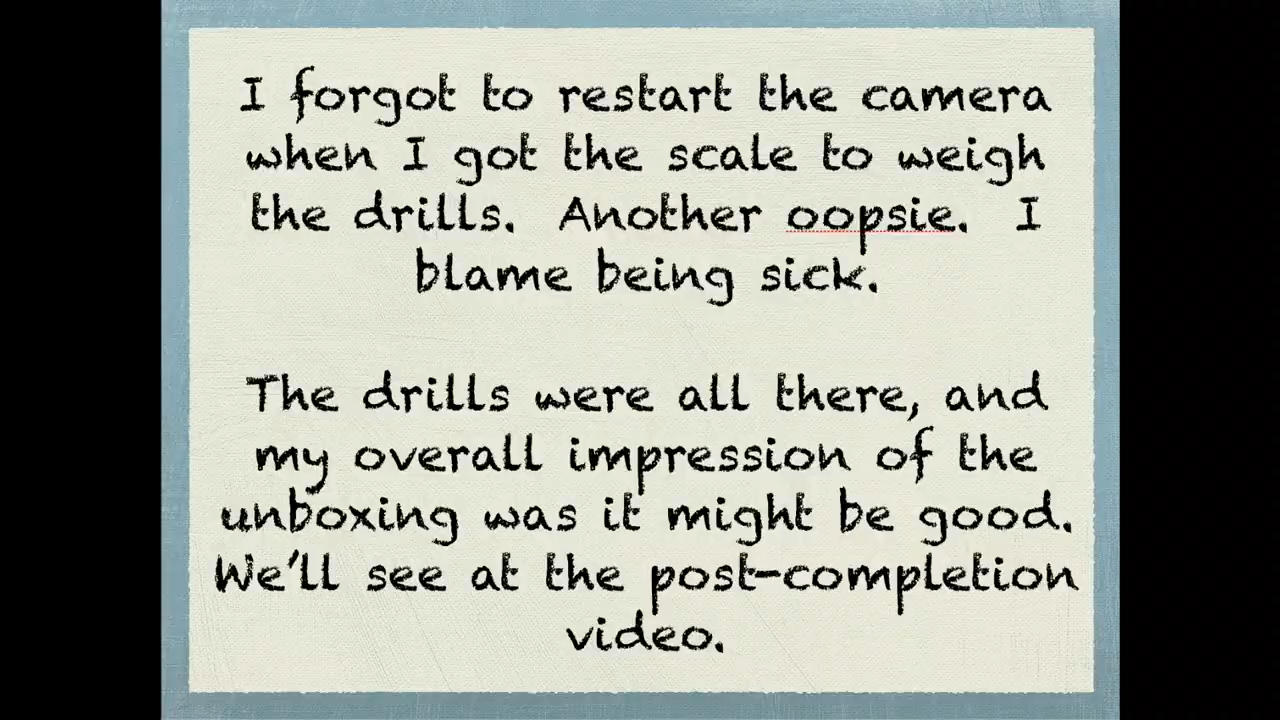 I forgot to restart the camera
when I got the scale to weigh
the drills.  Another oopsie.  I
blame being sick.
The drills were all there, and
my overall impression of the
unboxing was it might be good.
We’ll see at the post-completion
video.